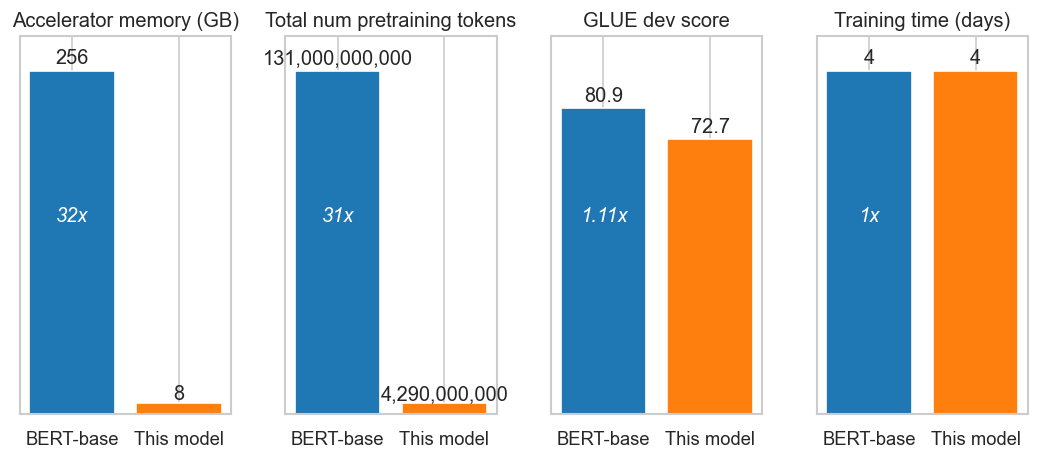 Accelerator memory (GB)
256
32x
8
BERT-base This model
Total num pretraining tokens
131,000,000,000
31x
4,290,000,000
BERT-base This model
GLUE dev score
80.9
72.7
1.11x
BERT-base This model
Training time (days)
4 4
1x
BERT-base This model